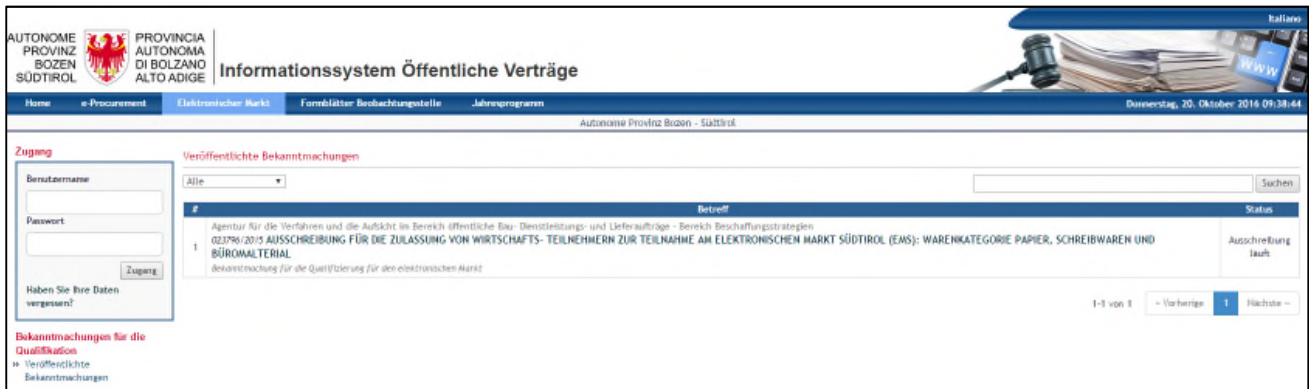 Italiano
AUTONOME
PROVINZ
BOZEN
SÜDTIROL
PROVINCIA
AUTONOMA
DI BOLZANO
ALTO ADIGE
Informationssystem Öffentliche Verträge
www
Home e-Procurement Elektronischer Markt Formblätter Beobachtungsstelle Jahresprogramm Donnerstag, 20. Oktober 2016 09:38:44
Autonome Provinz Bozen - Südtirol
Zugang
Benutzername
Passwort
Zugang
Haben Sie Ihre Daten
vergessen?
Bekanntmachungen für die
Qualifikation
Veröffentlichte
Bekanntmachungen
Veröffentlichte Bekanntmachungen
Alle Suchen
# Betreff Status
Agentur für die Verfahren und die Aufsicht im Bereich öffentliche Bau- Dienstleistungs- und Lieferaufträge - Bereich Beschaffungsstrategien
1 023796/2015 AUSSCHREIBUNG FÜR DIE ZULASSUNG VON WIRTSCHAFTS- TEILNEHMERN ZUR TEILNAHME AM ELEKTRONISCHEN MARKT SÜDTIROL (EMS): WARENKATEGORIE PAPIER, SCHREIBWAREN UND
BÜROMALTERIAL
Bekanntmachung für die Qualifizierung für den elektronischen Markt
Ausschreibung
läuft
1-1 von 1 ← Vorherige 1 Nächste →